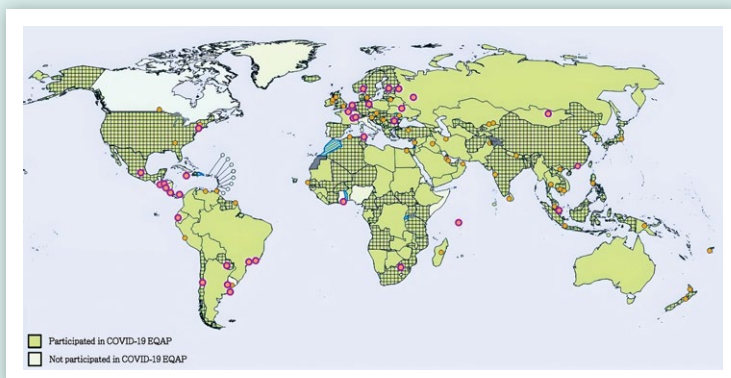 Participated in COVID-19 EQAP
Not participated in COVID-19 EQAP